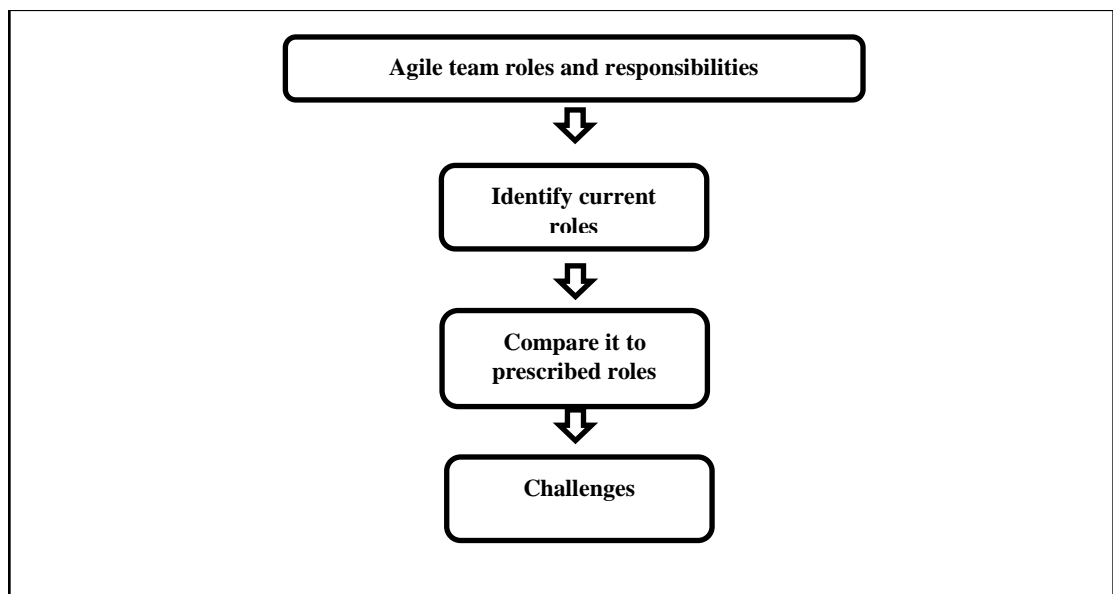 Agile team roles and responsibilities
Identify current
roles
Compare it to
prescribed roles
Challenges